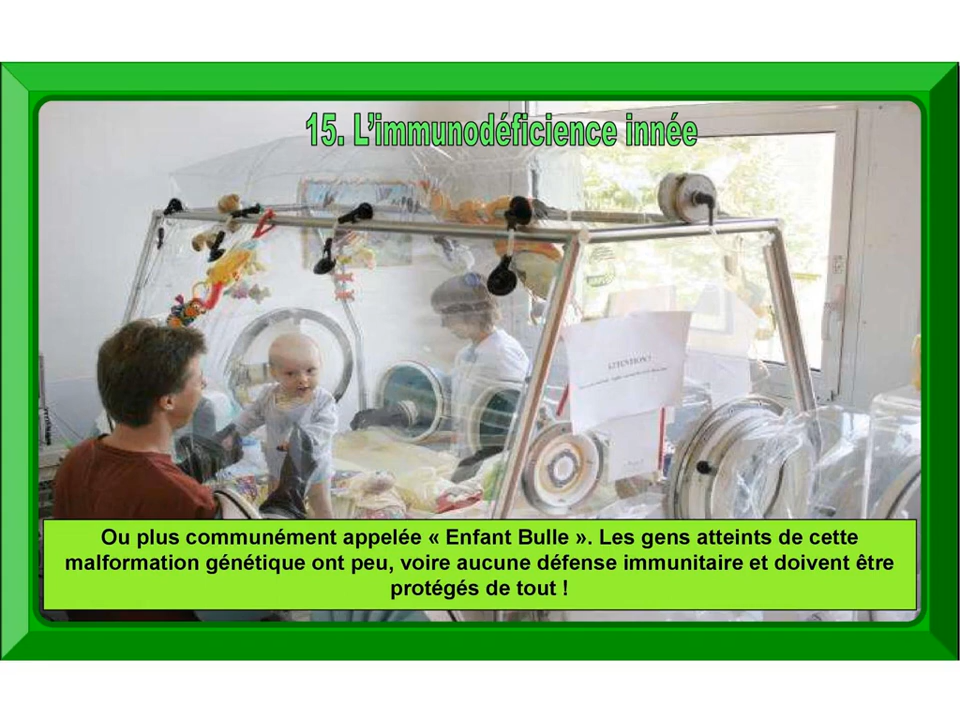 15. L'immunodéficience innée
ATTENTION !
Ou plus communément appelée « Enfant Bulle ». Les gens atteints de cette
malformation génétique ont peu, voire aucune défense immunitaire et doivent être
protégés de tout !